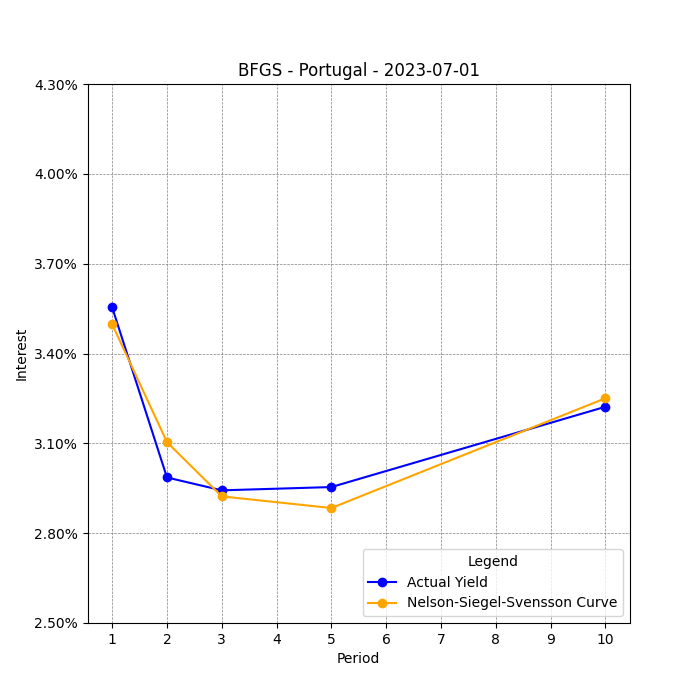 BFGS - Portugal - 2023-07-01
4.30%
4.00%
3.70%
3.40%
3.10%
2.80%
2.50%
Interest
1 2 3 4 5 6 7 8 9 10
Period
Legend
Actual Yield
Nelson-Siegel-Svensson Curve